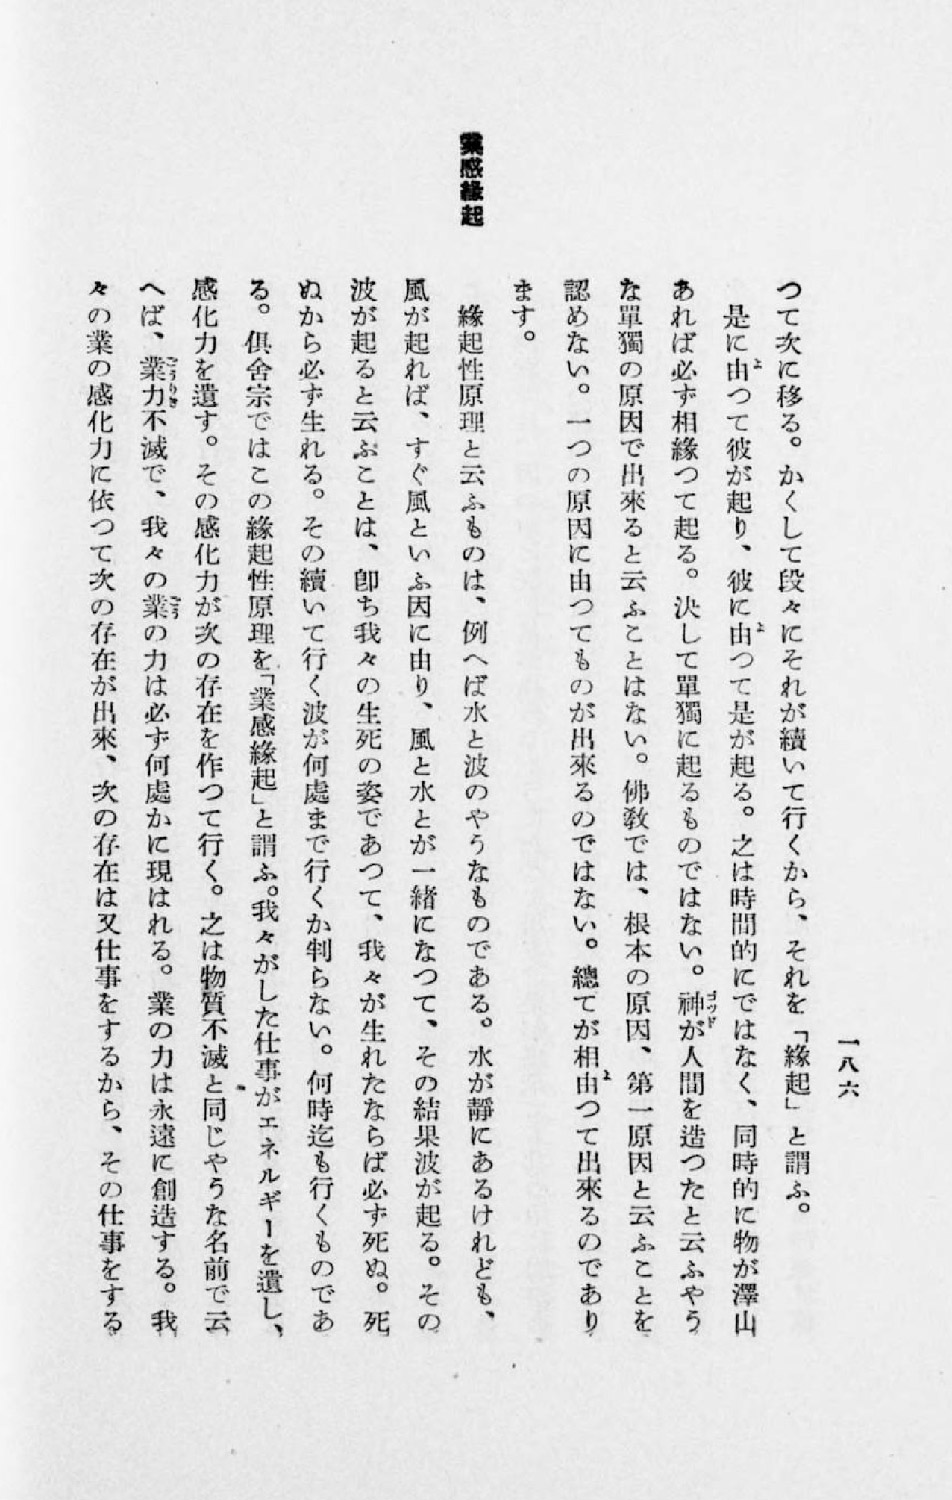 一八六
つて次に移る。かくして段々にそれが續いて行くから、それを「緣起」と謂ふ。
是に由つて彼が起り、彼に由つて是が起る。之は時間的にではなく、同時的に物が澤山
あれば必ず相緣つて起る。決して單獨に起るものではない。神が人間を造つたと云ふやう
な單獨の原因で出來ると云ふことはない。佛敎では、根本の原因、第一原因と云ふことを
認めない。一つの原因に由つてものが出來るのではない。總てが相由つて出來るのであり
ます。
業感緣起
緣起性原理と云ふものは、例へば水と波のやうなものである。水が靜にあるけれども、
風が起れば、すぐ風といふ因に由り、風と水とが一緖になつて、その結果波が起る。その
波が起ると云ふことは、卽ち我々の生死の姿であつて、我々が生れたならば必ず死ぬ。死
ぬから必ず生れる。その續いて行く波が何處まで行くか判らない。何時迄も行くものであ
る。俱舍宗ではこの緣起性原理を「業感緣起」と謂ふ。我々がした仕事がエネルギーを遺し、
感化力を遺す。その感化力が次の存在を作つて行く。之は物質不滅と同じやうな名前で云
へば、業力不滅で、我々の業の力は必ず何處かに現はれる。業の力は永遠に創造する。我
々の業の感化力に依つて次の存在が出來、次の存在は又仕事をするから、その仕事をする